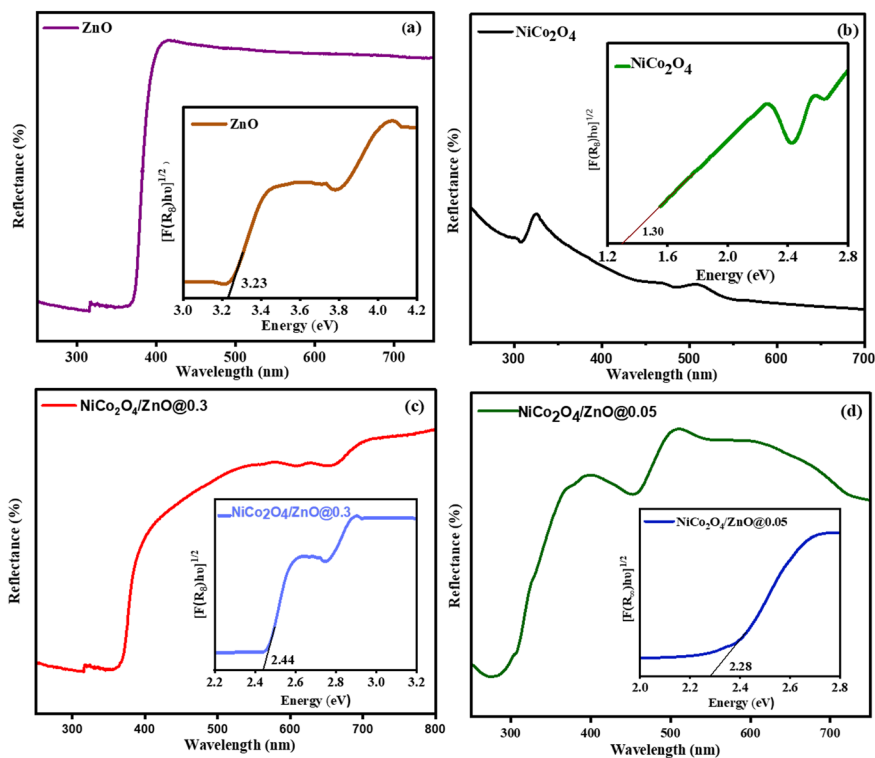 ZnO
(a)
Reflectance (%)
[F(R₈)hυ]^1/2
ZnO
3.23
3.0 3.2 3.4 3.6 3.8 4.0 4.2
Energy (eV)
300 400 500 600 700
Wavelength (nm)
NiCo2O4
(b)
Reflectance (%)
[F(R₈)hυ]^1/2
NiCo2O4
1.30
1.2 1.6 2.0 2.4 2.8
Energy (eV)
300 400 500 600 700
Wavelength (nm)
NiCo2O4/ZnO@0.3
(c)
Reflectance (%)
[F(R₈)hυ]^1/2
NiCo2O4/ZnO@0.3
2.44
2.2 2.4 2.6 2.8 3.0 3.2
Energy (eV)
300 400 500 600 700 800
Wavelength (nm)
NiCo2O4/ZnO@0.05
(d)
Reflectance (%)
[F(R∞)hυ]^1/2
NiCo2O4/ZnO@0.05
2.28
2.0 2.2 2.4 2.6 2.8
Energy (eV)
300 400 500 600 700
Wavelength (nm)